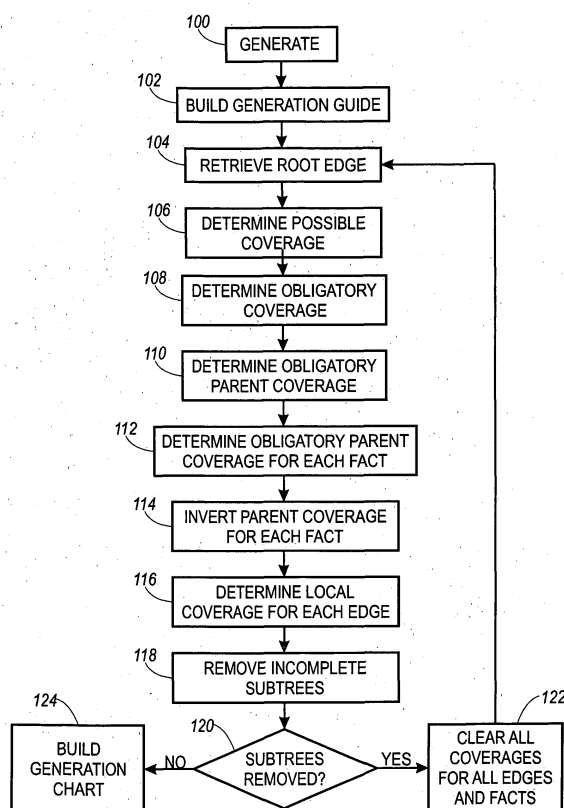 100
GENERATE
102
BUILD GENERATION GUIDE
104
RETRIEVE ROOT EDGE
106
DETERMINE POSSIBLE
COVERAGE
108
DETERMINE OBLIGATORY
COVERAGE
110
DETERMINE OBLIGATORY
PARENT COVERAGE
112
DETERMINE OBLIGATORY PARENT
COVERAGE FOR EACH FACT
114
INVERT PARENT COVERAGE
FOR EACH FACT
116
DETERMINE LOCAL
COVERAGE FOR EACH EDGE
118
REMOVE INCOMPLETE
SUBTREES
120
SUBTREES
REMOVED?
NO
YES
124
BUILD
GENERATION
CHART
122
CLEAR ALL
COVERAGES
FOR ALL EDGES
AND FACTS